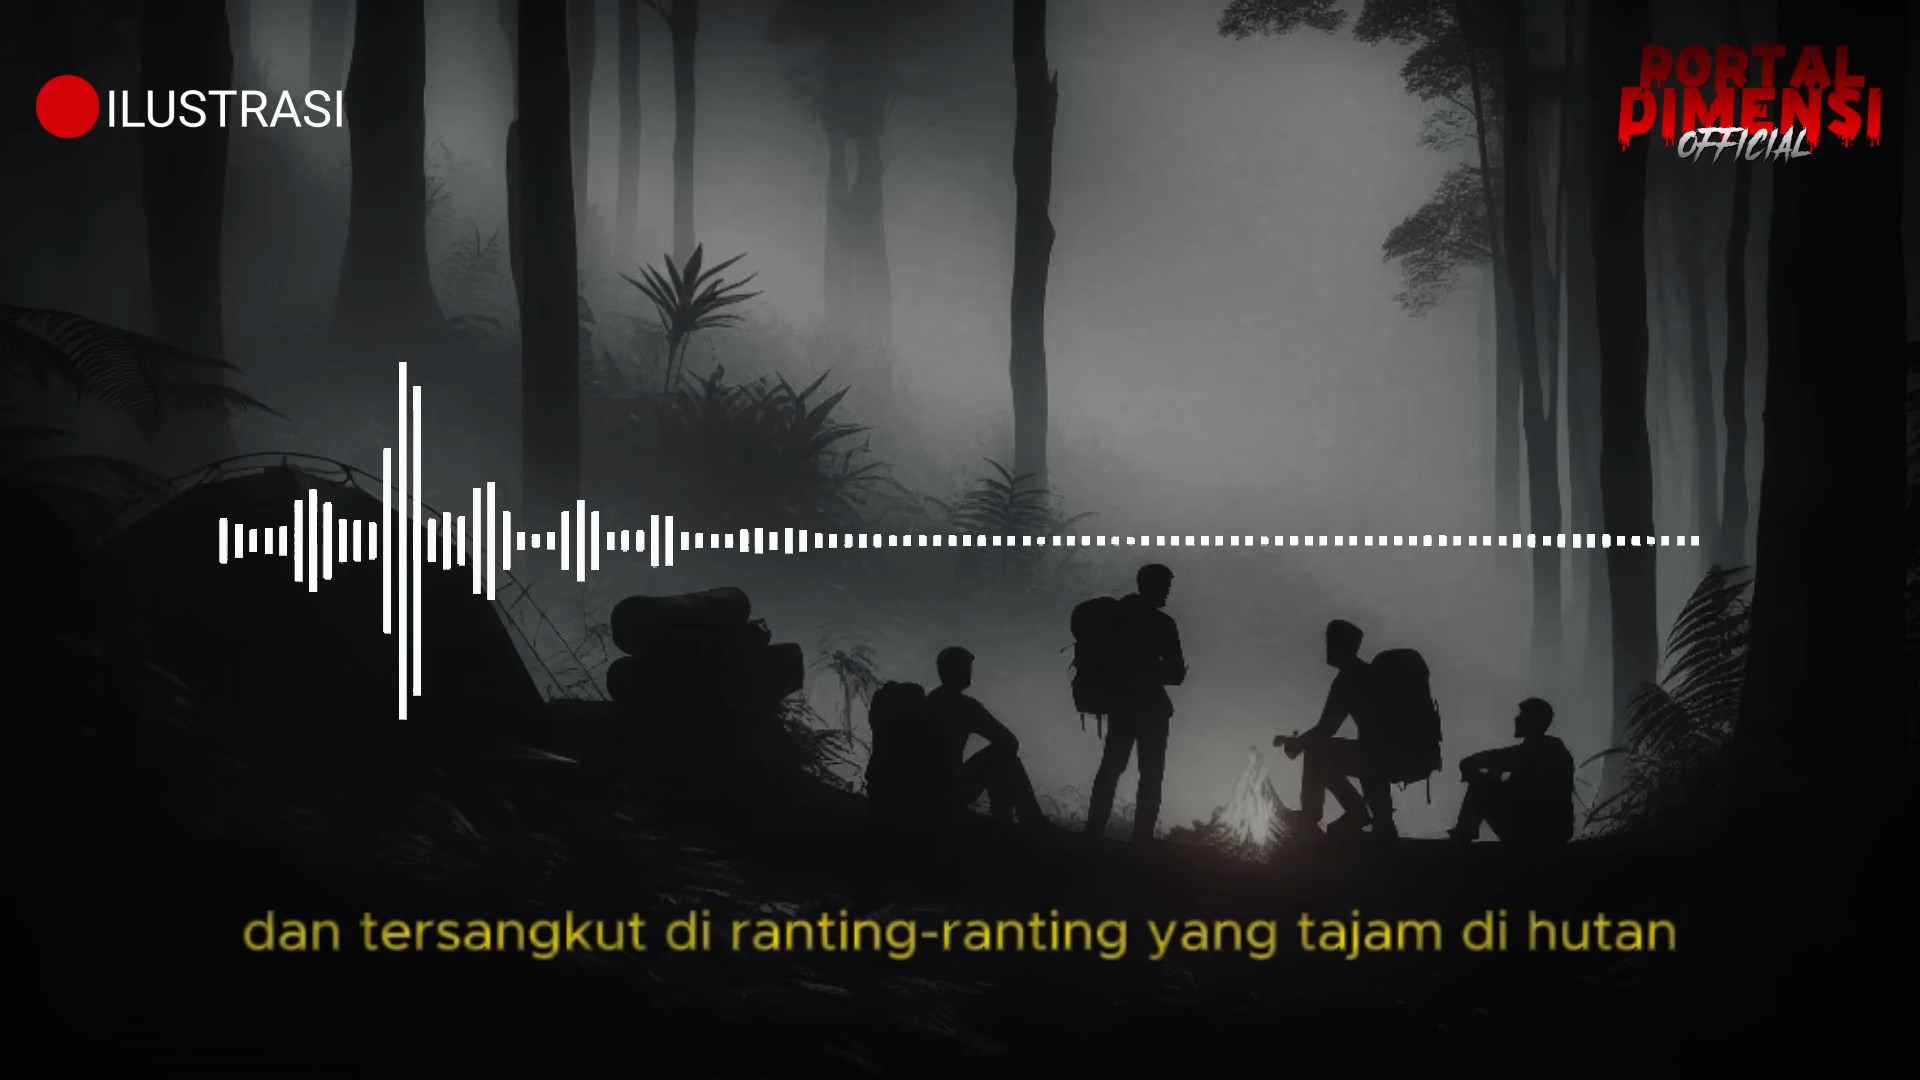 ILUSTRASI
PORTAL
DIMENSI
OFFICIAL
dan tersangkut di ranting-ranting yang tajam di hutan